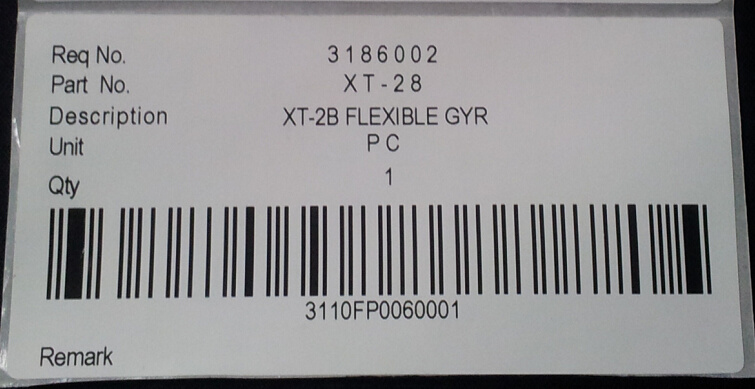 Req No. 3186002
Part No. XT-28
Description XT-2B FLEXIBLE GYR
Unit PC
Qty 1
3110FP0060001
Remark